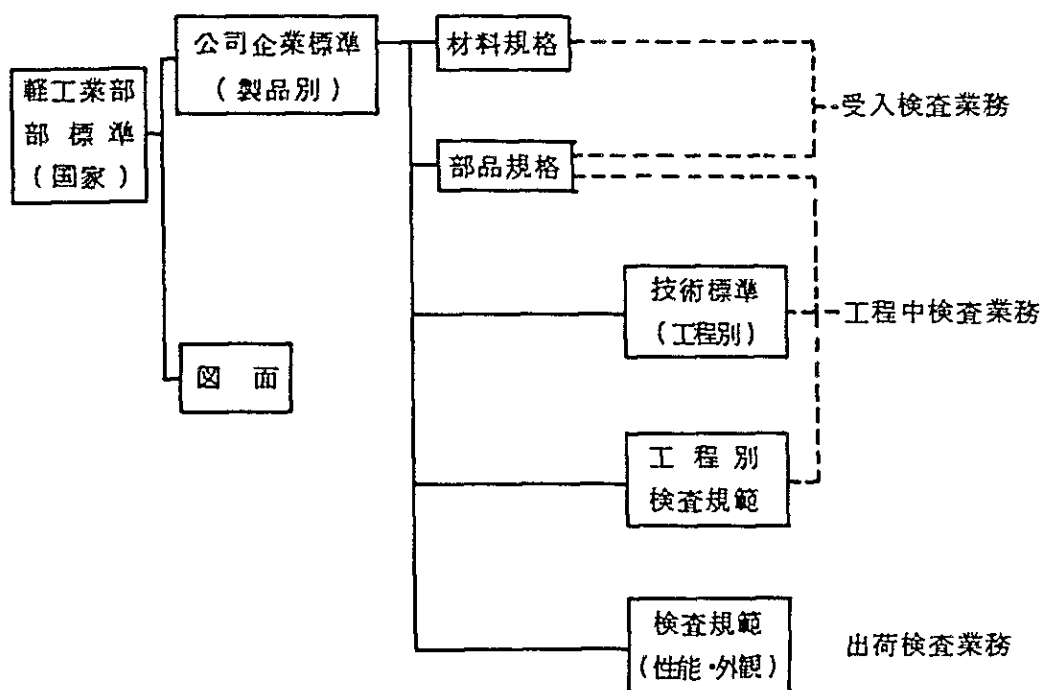 軽工業部
部標準
(国家)
公司企業標準
(製品別)
図面
材料規格
部品規格
技術標準
(工程別)
工程別
検査規範
検査規範
(性能・外観)
受入検査業務
工程中検査業務
出荷検査業務